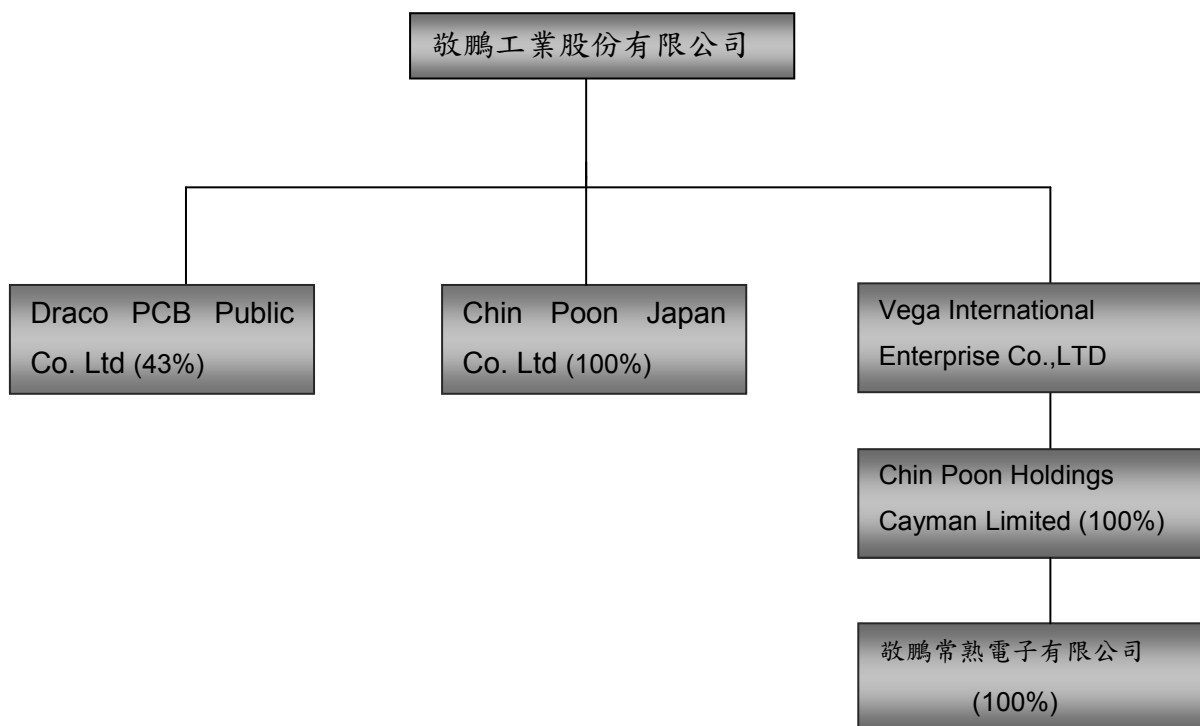 敬鵬工業股份有限公司
Draco PCB Public
Co. Ltd (43%)
Chin Poon Japan
Co. Ltd (100%)
Vega International
Enterprise Co.,LTD
Chin Poon Holdings
Cayman Limited (100%)
敬鵬常熟電子有限公司
(100%)